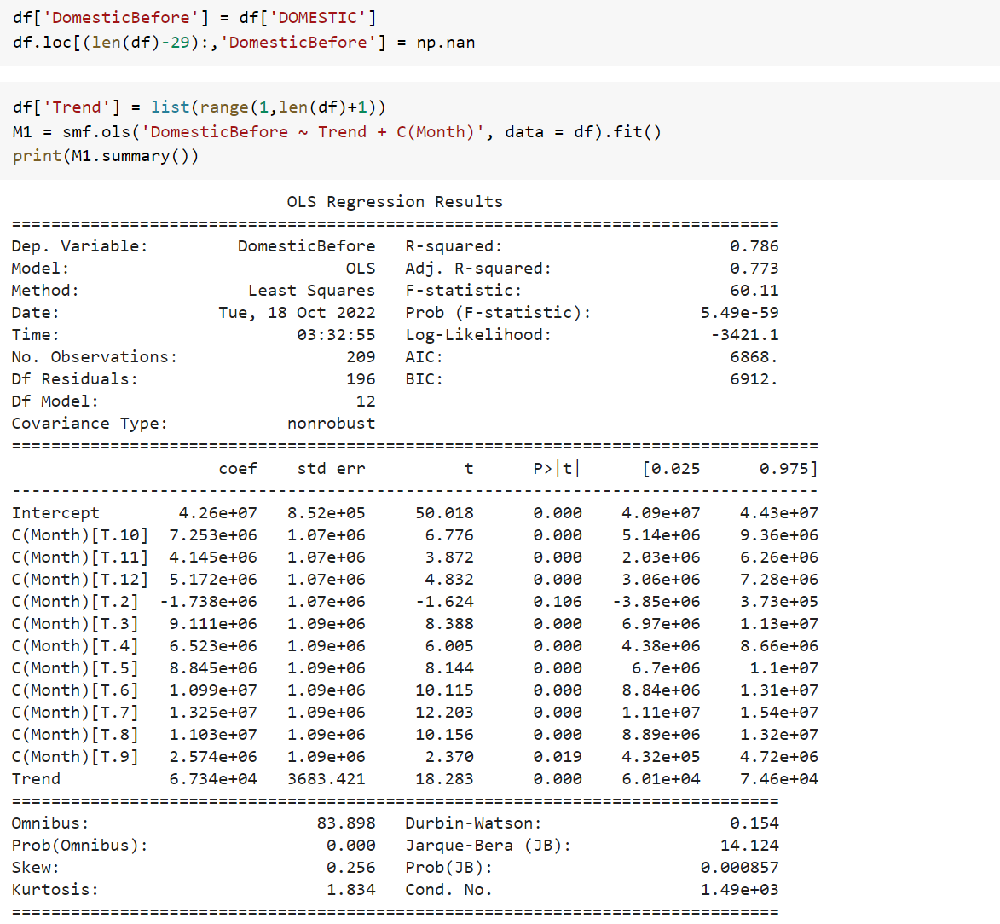 df['DomesticBefore'] = df['DOMESTIC']
df.loc[(len(df)-29):,'DomesticBefore'] = np.nan
df['Trend'] = list(range(1,len(df)+1))
M1 = smf.ols('DomesticBefore ~ Trend + C(Month)', data = df).fit()
print(M1.summary())
OLS Regression Results
==============================================================================
Dep. Variable: DomesticBefore R-squared: 0.786
Model: OLS Adj. R-squared: 0.773
Method: Least Squares F-statistic: 60.11
Date: Tue, 18 Oct 2022 Prob (F-statistic): 5.49e-59
Time: 03:32:55 Log-Likelihood: -3421.1
No. Observations: 209 AIC: 6868.
Df Residuals: 196 BIC: 6912.
Df Model: 12
Covariance Type: nonrobust
==================================================================================
coef std err t P>|t| [0.025 0.975]
----------------------------------------------------------------------------------
Intercept 4.26e+07 8.52e+05 50.018 0.000 4.09e+07 4.43e+07
C(Month)[T.10] 7.253e+06 1.07e+06 6.776 0.000 5.14e+06 9.36e+06
C(Month)[T.11] 4.145e+06 1.07e+06 3.872 0.000 2.03e+06 6.26e+06
C(Month)[T.12] 5.172e+06 1.07e+06 4.832 0.000 3.06e+06 7.28e+06
C(Month)[T.2] -1.738e+06 1.07e+06 -1.624 0.106 -3.85e+06 3.73e+05
C(Month)[T.3] 9.111e+06 1.09e+06 8.388 0.000 6.97e+06 1.13e+07
C(Month)[T.4] 6.523e+06 1.09e+06 6.005 0.000 4.38e+06 8.66e+06
C(Month)[T.5] 8.845e+06 1.09e+06 8.144 0.000 6.7e+06 1.1e+07
C(Month)[T.6] 1.099e+07 1.09e+06 10.115 0.000 8.84e+06 1.31e+07
C(Month)[T.7] 1.325e+07 1.09e+06 12.203 0.000 1.11e+07 1.54e+07
C(Month)[T.8] 1.103e+07 1.09e+06 10.156 0.000 8.89e+06 1.32e+07
C(Month)[T.9] 2.574e+06 1.09e+06 2.370 0.019 4.32e+05 4.72e+06
Trend 6.734e+04 3683.421 18.283 0.000 6.01e+04 7.46e+04
==============================================================================
Omnibus: 83.898 Durbin-Watson: 0.154
Prob(Omnibus): 0.000 Jarque-Bera (JB): 14.124
Skew: 0.256 Prob(JB): 0.000857
Kurtosis: 1.834 Cond. No. 1.49e+03
==============================================================================